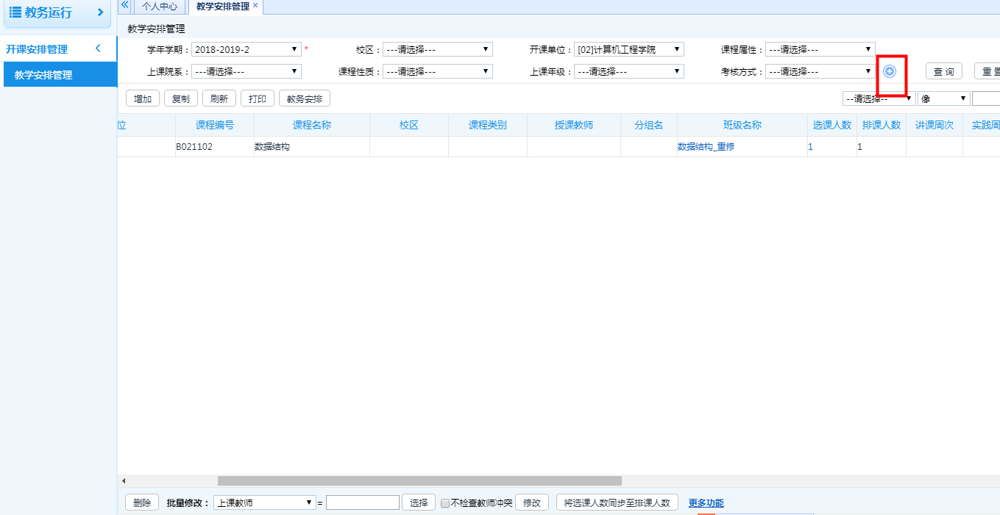 教务运行
个人中心 教学安排管理
开课安排管理
教学安排管理
教学安排管理
学年学期： 2018-2019-2 * 校区： ---请选择--- 开课单位： [02]计算机工程学院 课程属性： ---请选择---
上课院系： ---请选择--- 课程性质： ---请选择--- 上课年级： ---请选择--- 考核方式： ---请选择--- 查询 重置
增加 复制 刷新 打印 教务安排 --请选择-- 像
位 课程编号 课程名称 校区 课程类别 授课教师 分组名 班级名称 选课人数 排课人数 讲课周次 实践周
B021102 数据结构 数据结构_重修 1 1
删除 批量修改： 上课教师 = 选择 不检查教师冲突 修改 将选课人数同步至排课人数 更多功能